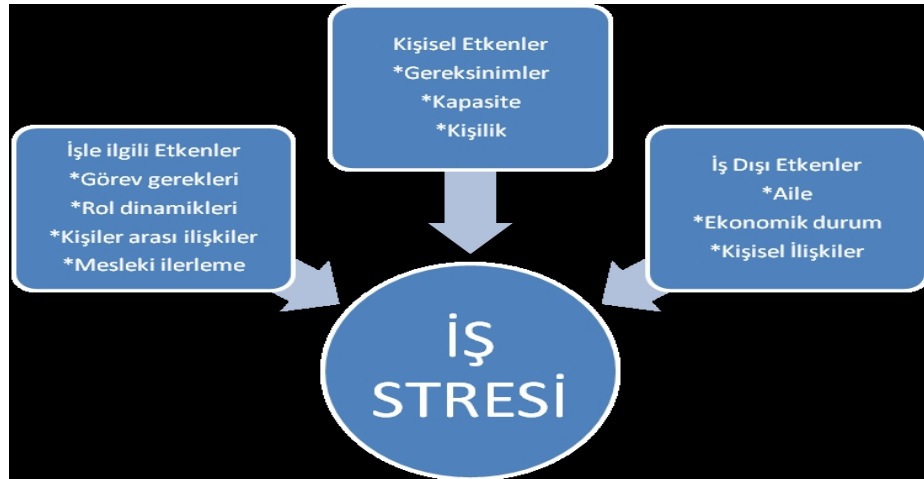 Kişisel Etkenler
*Gereksinimler
*Kapasite
*Kişilik
İşle ilgili Etkenler
*Görev gerekleri
*Rol dinamikleri
*Kişiler arası ilişkiler
*Mesleki ilerleme
İş Dışı Etkenler
*Aile
*Ekonomik durum
*Kişisel İlişkiler
İŞ
STRESİ